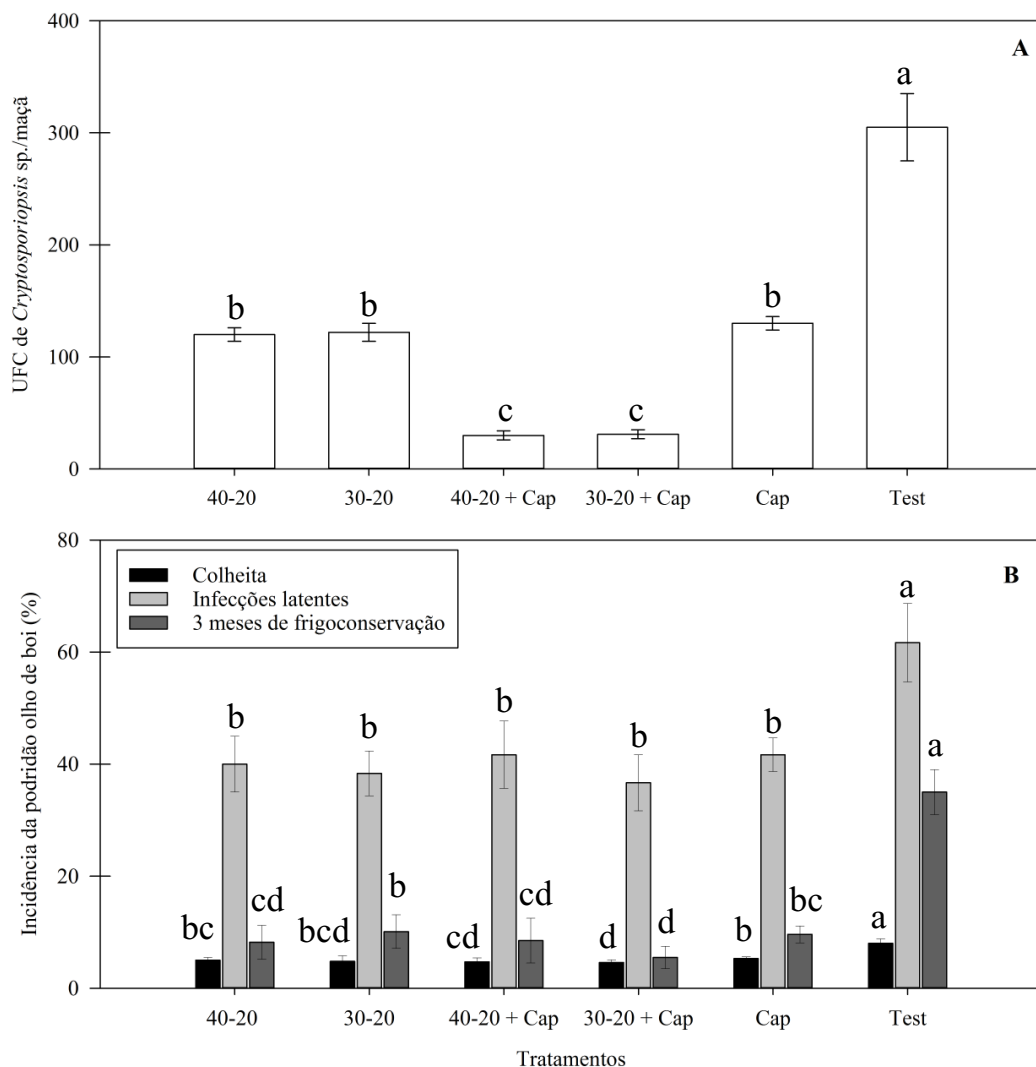 400
A
a
300
UFC de Cryptosporiopsis sp./maçã
200
b b b
100
c c
0
40-20 30-20 40-20 + Cap 30-20 + Cap Cap Test
80
B
Colheita
Infecções latentes
3 meses de frigoconservação
a
60
Incidência da podridão olho de boi (%)
b b b b b
40
a
20
bc cd bcd b cd cd d d b bc a
0
40-20 30-20 40-20 + Cap 30-20 + Cap Cap Test
Tratamentos